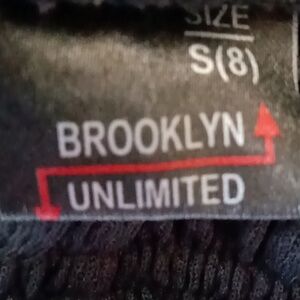 SIZE
S(8)
BROOKLYN
UNLIMITED